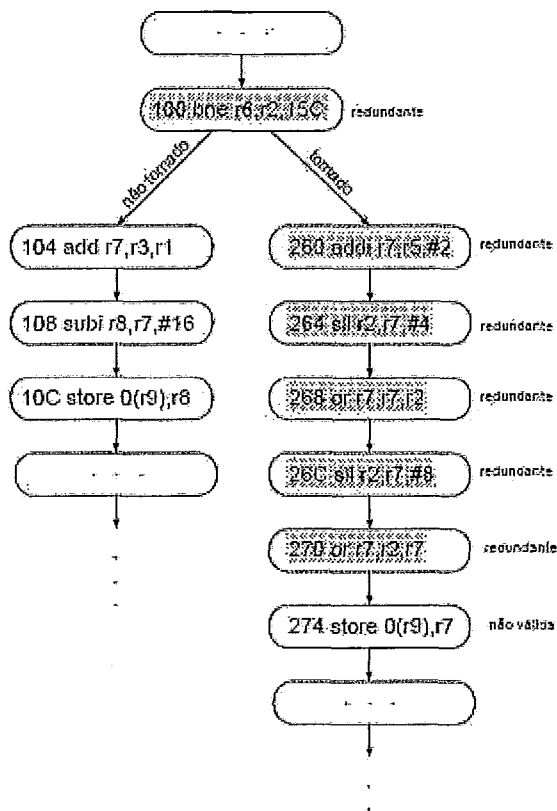 - - -
100 bne r6,r2,15C
redundante
não tomado
tomado
104 add r7,r3,r1
260 addi r7,r5,#2
redundante
108 subi r8,r7,#16
264 sll r2,r7,#4
redundante
10C store 0(r9),r8
268 or r7,r7,r2
redundante
- - -
26C sll r2,r7,#8
redundante
270 or r7,r2,r7
redundante
274 store 0(r9),r7
não válida
- - -